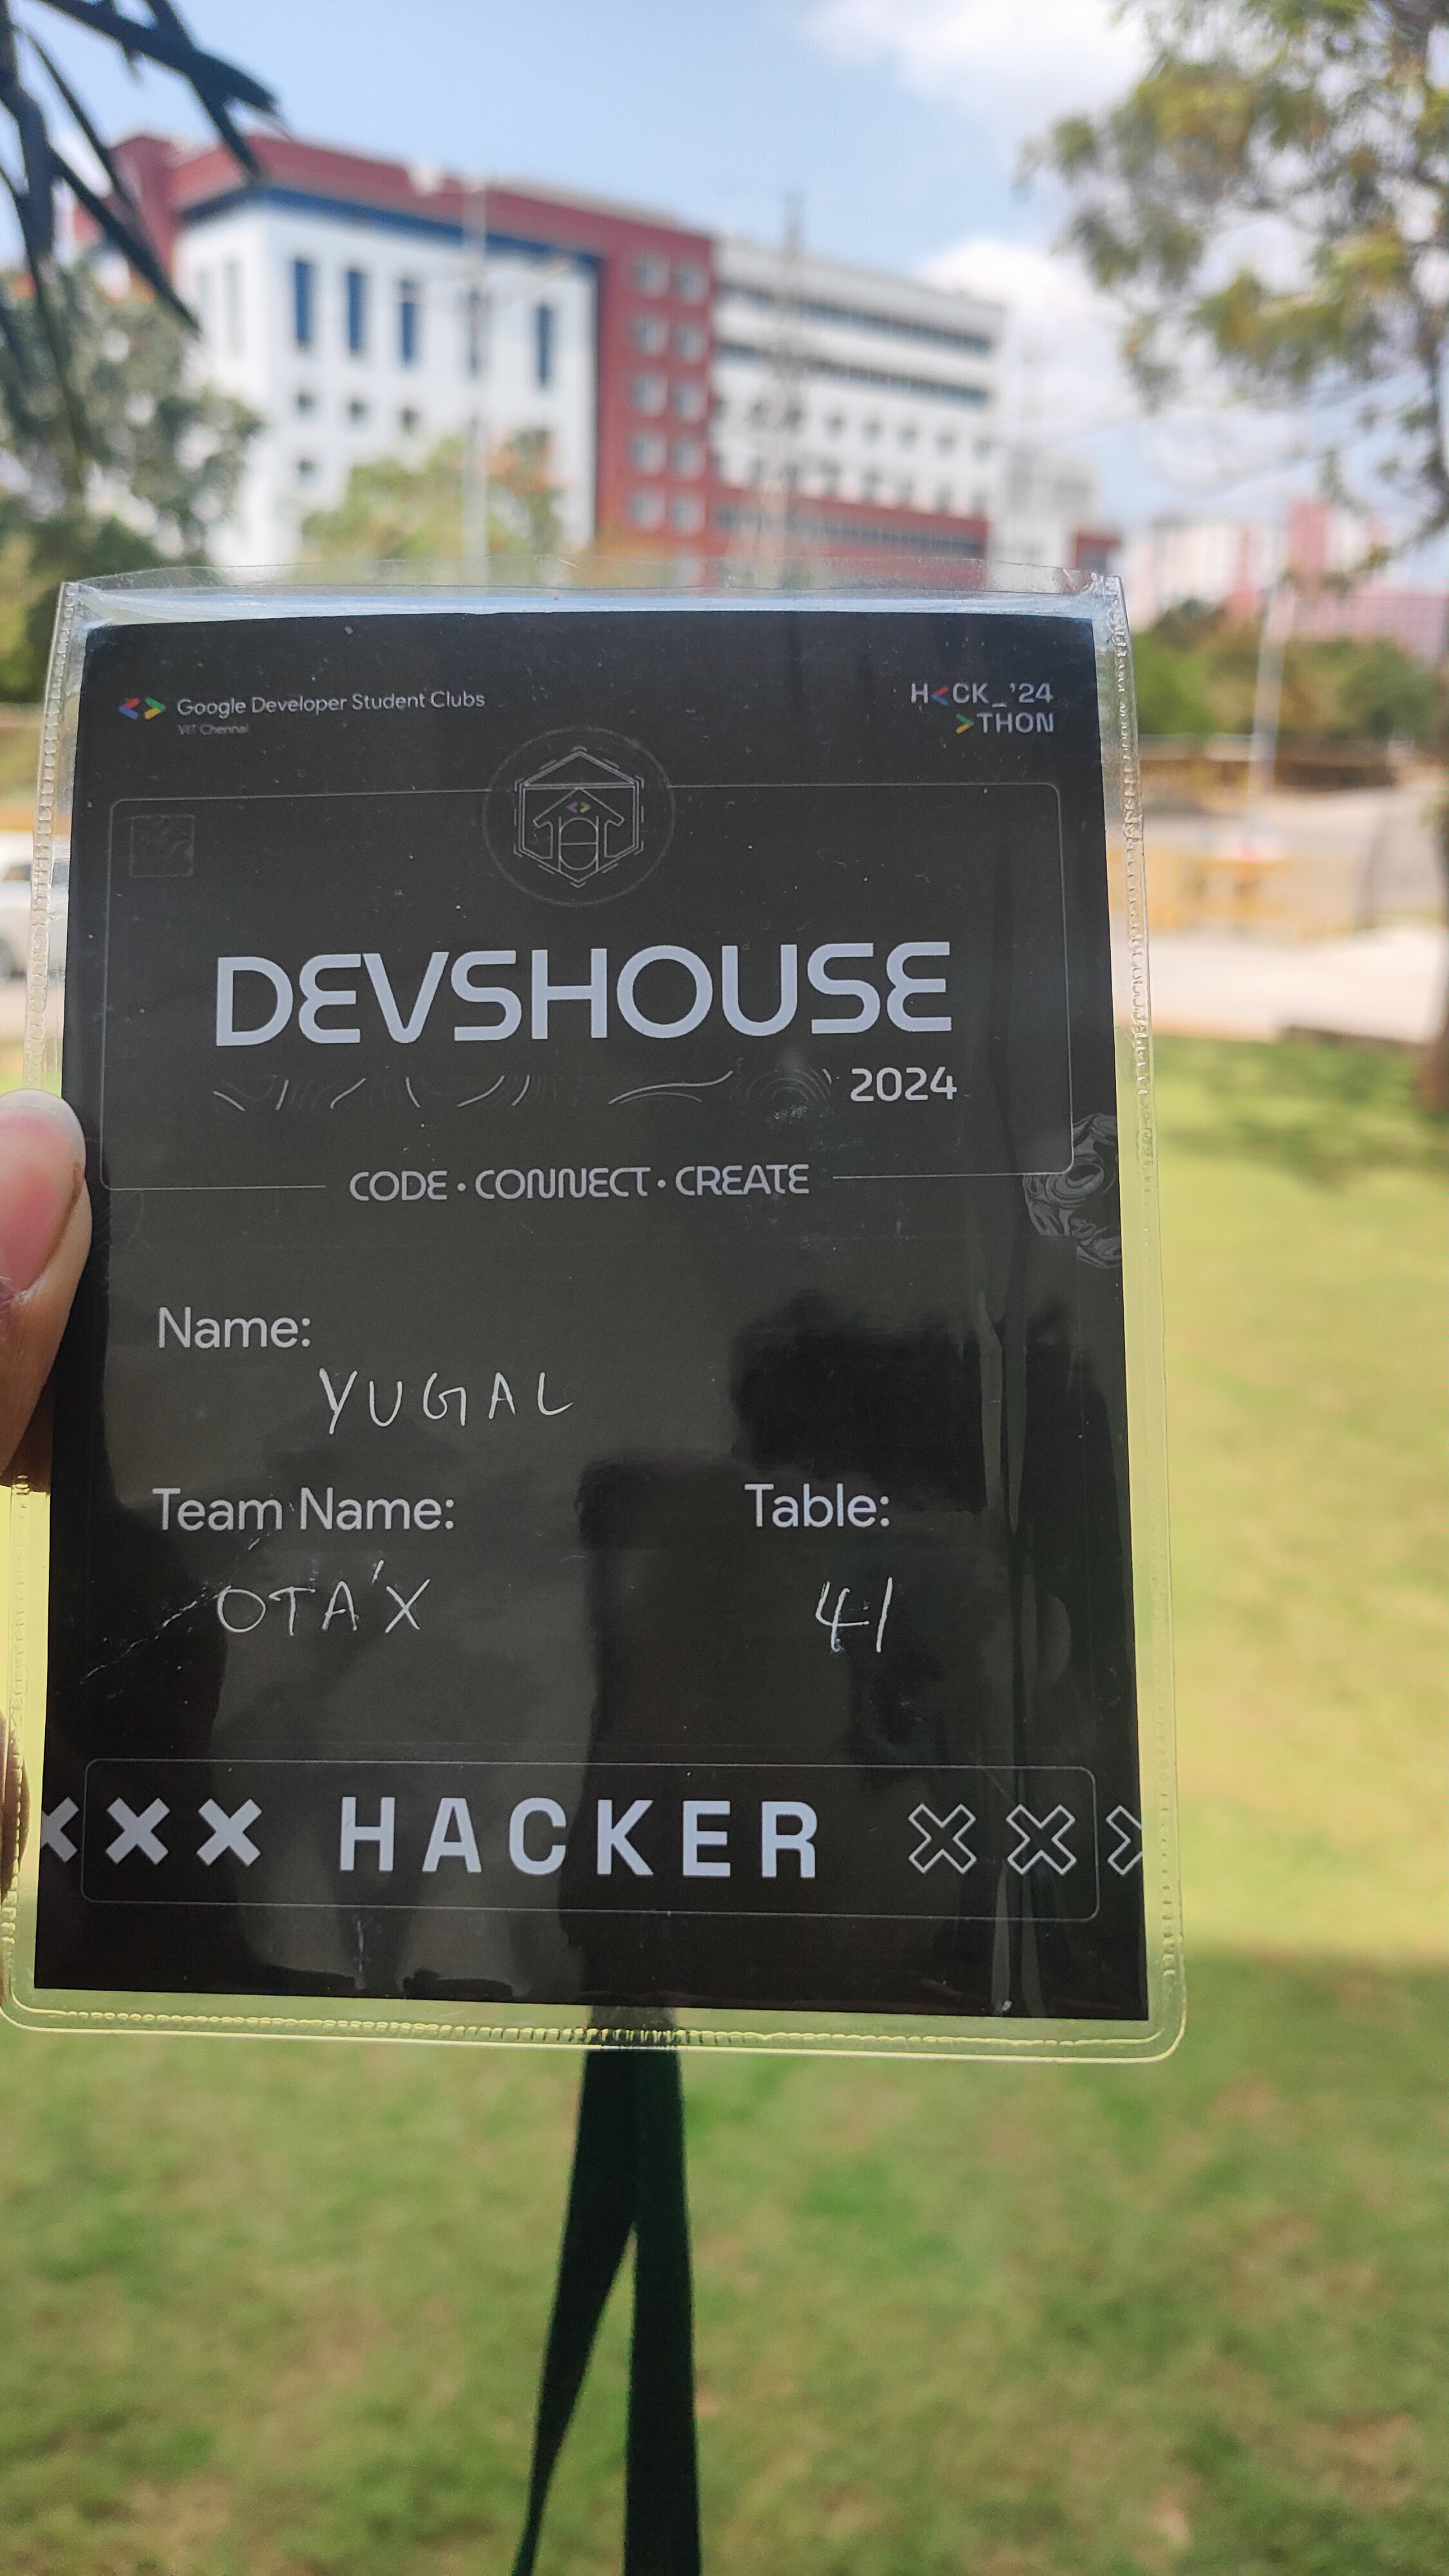 Google Developer Student Clubs
VIT Chennai
H<CK_'24
>THON
DEVSHOUSE
2024
CODE • CONNECT • CREATE
Name:
YUGAL
Team Name:
OTA'X
Table:
41
HACKER